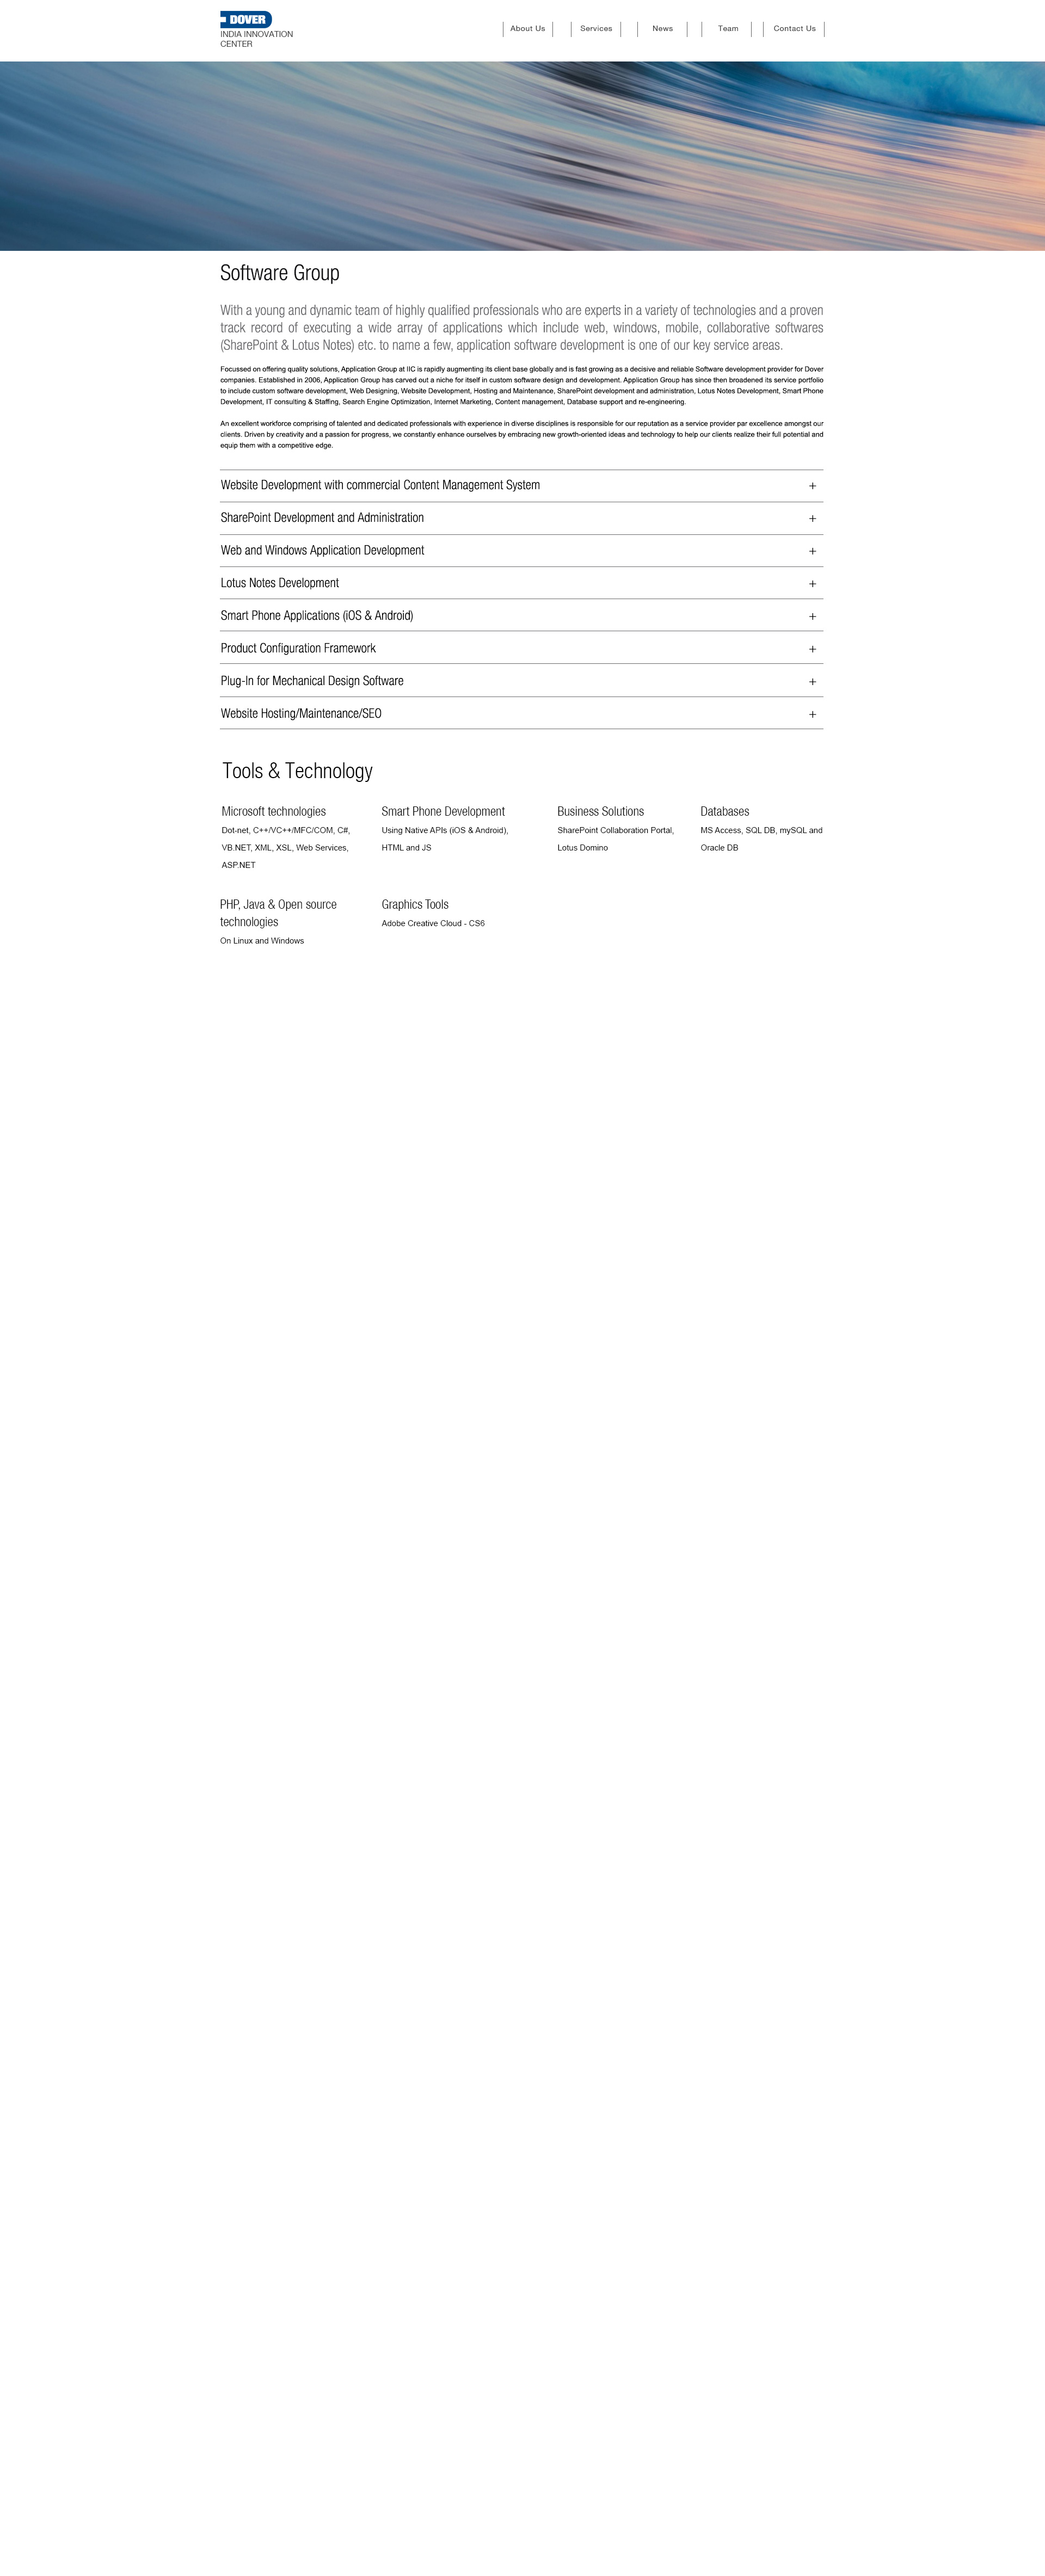 DOVER
INDIA INNOVATION
CENTER
About Us
Services
News
Team
Contact Us
Software Group
With a young and dynamic team of highly qualified professionals who are experts in a variety of technologies and a proven
track record of executing a wide array of applications which include web, windows, mobile, collaborative softwares
(SharePoint & Lotus Notes) etc. to name a few, application software development is one of our key service areas.
Focussed on offering quality solutions, Application Group at IIC is rapidly augmenting its client base globally and is fast growing as a decisive and reliable Software development provider for Dover
companies. Established in 2006, Application Group has carved out a niche for itself in custom software design and development. Application Group has since then broadened its service portfolio
to include custom software development, Web Designing, Website Development, Hosting and Maintenance, SharePoint development and administration, Lotus Notes Development, Smart Phone
Development, IT consulting & Staffing, Search Engine Optimization, Internet Marketing, Content management, Database support and re-engineering.
An excellent workforce comprising of talented and dedicated professionals with experience in diverse disciplines is responsible for our reputation as a service provider par excellence amongst our
clients. Driven by creativity and a passion for progress, we constantly enhance ourselves by embracing new growth-oriented ideas and technology to help our clients realize their full potential and
equip them with a competitive edge.
Website Development with commercial Content Management System +
SharePoint Development and Administration +
Web and Windows Application Development +
Lotus Notes Development +
Smart Phone Applications (iOS & Android) +
Product Configuration Framework +
Plug-In for Mechanical Design Software +
Website Hosting/Maintenance/SEO +
Tools & Technology
Microsoft technologies
Dot-net, C++/VC++/MFC/COM, C#,
VB.NET, XML, XSL, Web Services,
ASP.NET
Smart Phone Development
Using Native APIs (iOS & Android),
HTML and JS
Business Solutions
SharePoint Collaboration Portal,
Lotus Domino
Databases
MS Access, SQL DB, mySQL and
Oracle DB
PHP, Java & Open source
technologies
On Linux and Windows
Graphics Tools
Adobe Creative Cloud - CS6